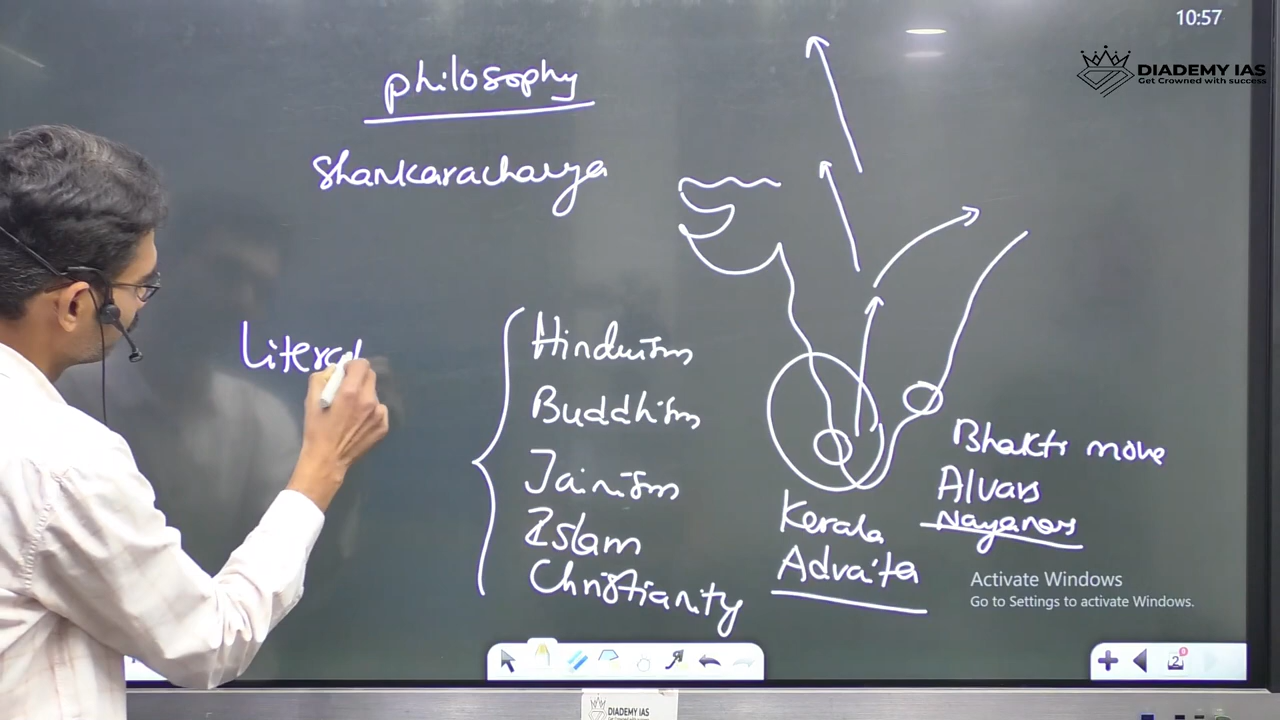 10:57
DIADEMY IAS
Get Crowned with success
philosophy
Shankaracharya
Hinduism
Buddhism
Jainism
Islam
Christianity
Kerala
Advaita
Bhakti move
Alvars
Nayanars
Activate Windows
Go to Settings to activate Windows.
2
DIADEMY IAS